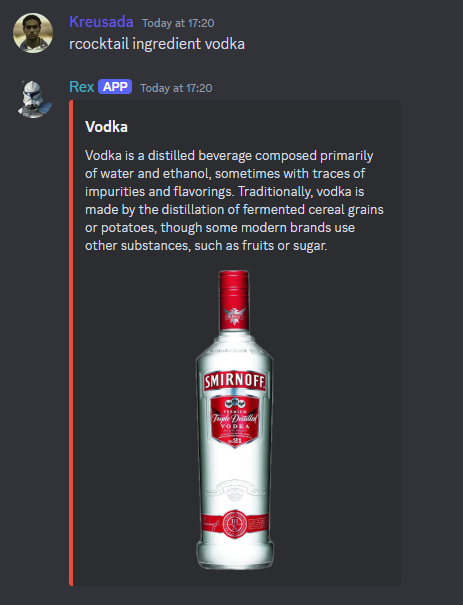 Kreusada Today at 17:20
rcocktail ingredient vodka
Rex APP Today at 17:20
Vodka
Vodka is a distilled beverage composed primarily
of water and ethanol, sometimes with traces of
impurities and flavorings. Traditionally, vodka is
made by the distillation of fermented cereal grains
or potatoes, though some modern brands use
other substances, such as fruits or sugar.
SMIRNOFF
PREMIUM
Triple Distilled
VODKA
No. 21